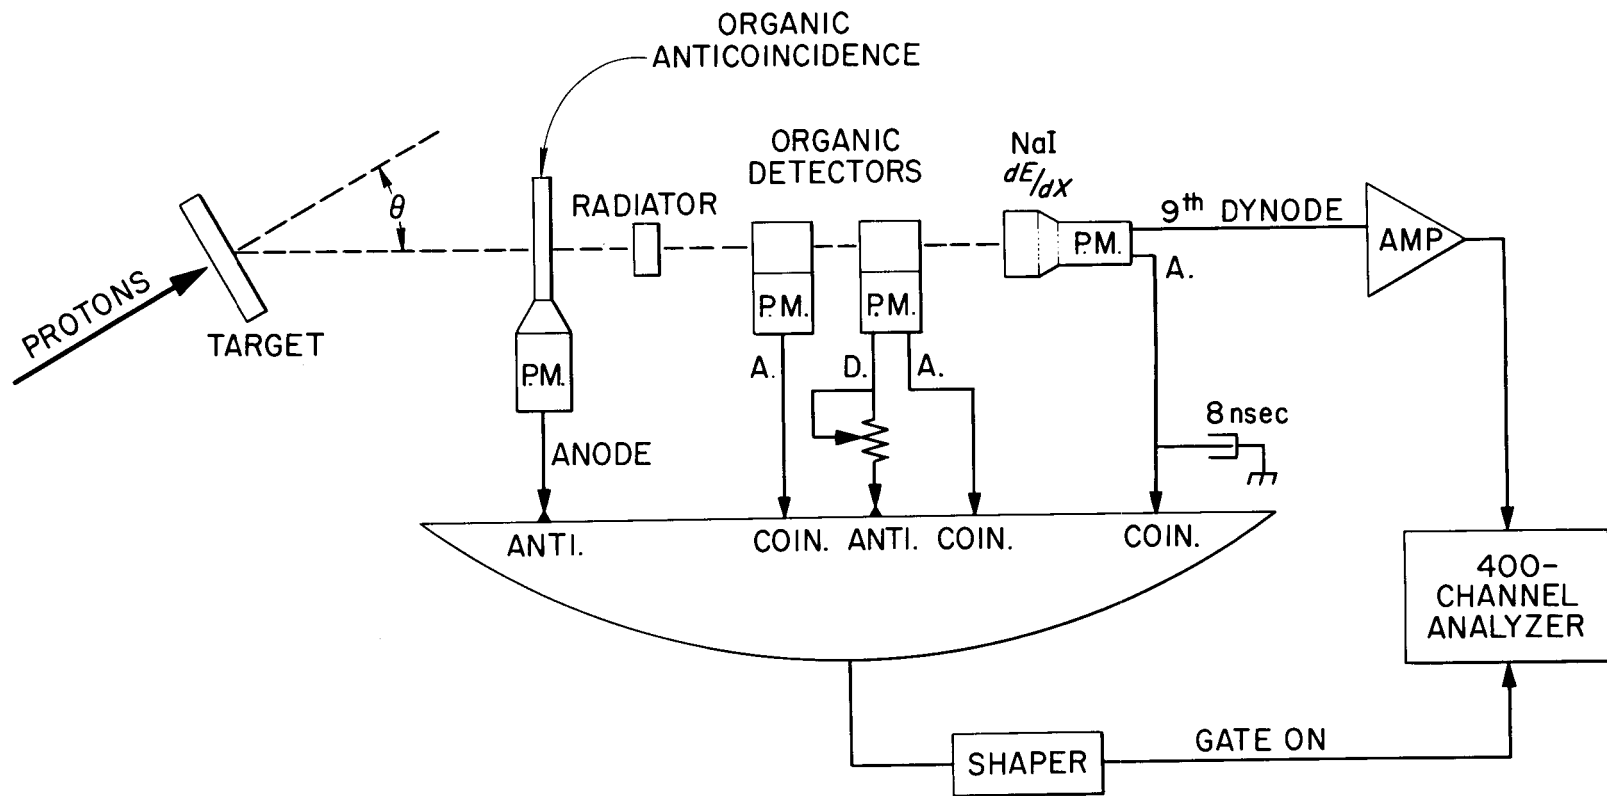 ORGANIC
ANTICOINCIDENCE
ORGANIC
DETECTORS
NaI
dE/dX
9th DYNODE
RADIATOR
θ
AMP
P.M.
A.
PROTONS
TARGET
P.M.
P.M.
P.M.
A.
D.
A.
8 nsec
ANODE
ANTI.
COIN.
ANTI.
COIN.
COIN.
400-
CHANNEL
ANALYZER
SHAPER
GATE ON